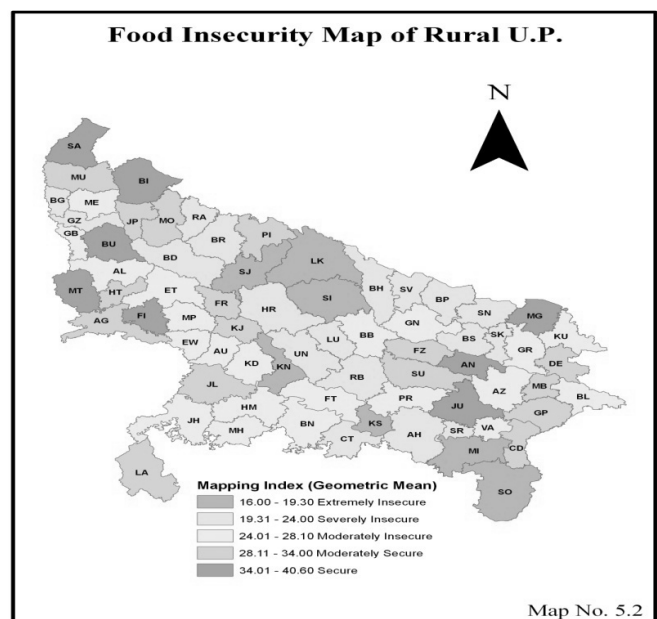 Food Insecurity Map of Rural U.P.
N
SA
MU
BI
BG
ME
GZ
JP
MO
RA
GB
BU
BR
PI
LK
BD
SJ
AL
MT
HT
ET
SI
BH
SV
BP
AG
FI
MP
FR
HR
SN
MG
GN
KU
KJ
EW
AU
LU
BB
BS
SK
GR
KD
KN
UN
FZ
AN
DE
RB
SU
AZ
MB
BL
JL
FT
PR
JU
GP
HM
KS
JH
MH
BN
CT
AH
SR
VA
MI
CD
LA
SO
Mapping Index (Geometric Mean)
16.00 - 19.30 Extremely Insecure
19.31 - 24.00 Severely Insecure
24.01 - 28.10 Moderately Insecure
28.11 - 34.00 Moderately Secure
34.01 - 40.60 Secure
Map No. 5.2